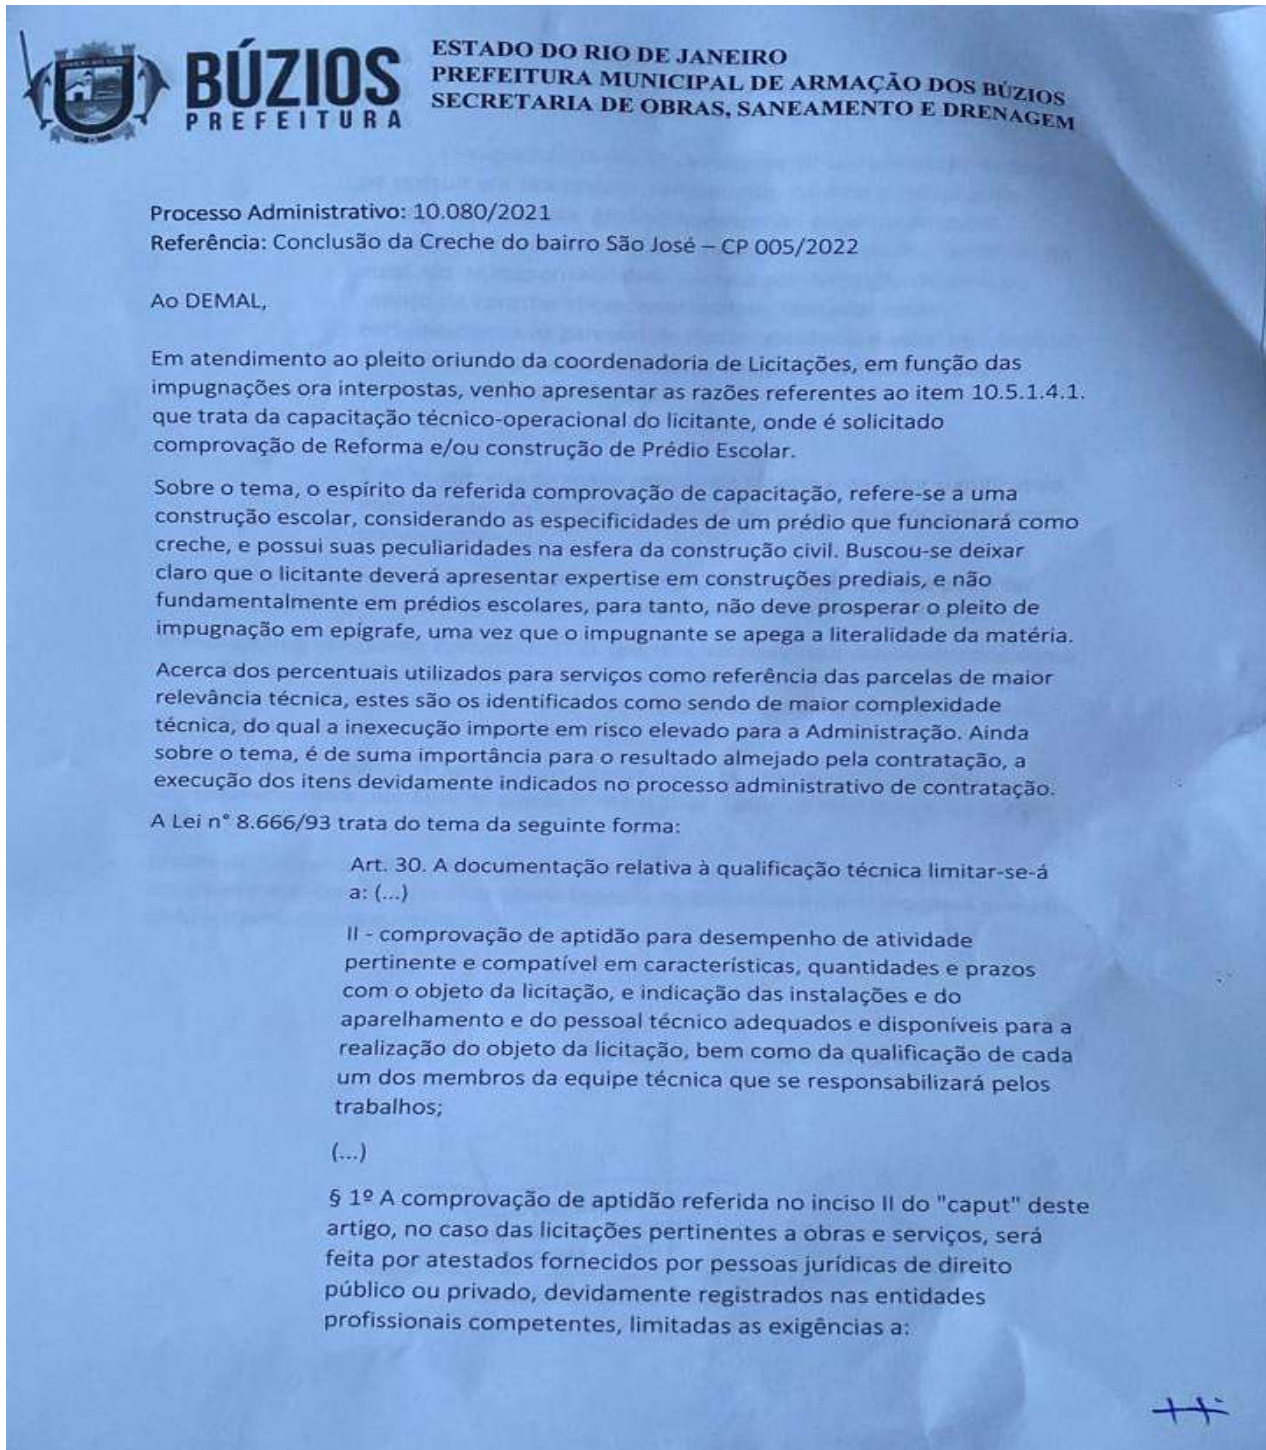 BÚZIOS
PREFEITURA
ESTADO DO RIO DE JANEIRO
PREFEITURA MUNICIPAL DE ARMAÇÃO DOS BÚZIOS
SECRETARIA DE OBRAS, SANEAMENTO E DRENAGEM
Processo Administrativo: 10.080/2021
Referência: Conclusão da Creche do bairro São José – CP 005/2022
Ao DEMAL,
Em atendimento ao pleito oriundo da coordenadoria de Licitações, em função das
impugnações ora interpostas, venho apresentar as razões referentes ao item 10.5.1.4.1.
que trata da capacitação técnico-operacional do licitante, onde é solicitado
comprovação de Reforma e/ou construção de Prédio Escolar.
Sobre o tema, o espírito da referida comprovação de capacitação, refere-se a uma
construção escolar, considerando as especificidades de um prédio que funcionará como
creche, e possui suas peculiaridades na esfera da construção civil. Buscou-se deixar
claro que o licitante deverá apresentar expertise em construções prediais, e não
fundamentalmente em prédios escolares, para tanto, não deve prosperar o pleito de
impugnação em epígrafe, uma vez que o impugnante se apega a literalidade da matéria.
Acerca dos percentuais utilizados para serviços como referência das parcelas de maior
relevância técnica, estes são os identificados como sendo de maior complexidade
técnica, do qual a inexecução importe em risco elevado para a Administração. Ainda
sobre o tema, é de suma importância para o resultado almejado pela contratação, a
execução dos itens devidamente indicados no processo administrativo de contratação.
A Lei n° 8.666/93 trata do tema da seguinte forma:
Art. 30. A documentação relativa à qualificação técnica limitar-se-á
a: (...)
II - comprovação de aptidão para desempenho de atividade
pertinente e compatível em características, quantidades e prazos
com o objeto da licitação, e indicação das instalações e do
aparelhamento e do pessoal técnico adequados e disponíveis para a
realização do objeto da licitação, bem como da qualificação de cada
um dos membros da equipe técnica que se responsabilizará pelos
trabalhos;
(...)
§ 1º A comprovação de aptidão referida no inciso II do "caput" deste
artigo, no caso das licitações pertinentes a obras e serviços, será
feita por atestados fornecidos por pessoas jurídicas de direito
público ou privado, devidamente registrados nas entidades
profissionais competentes, limitadas as exigências a: